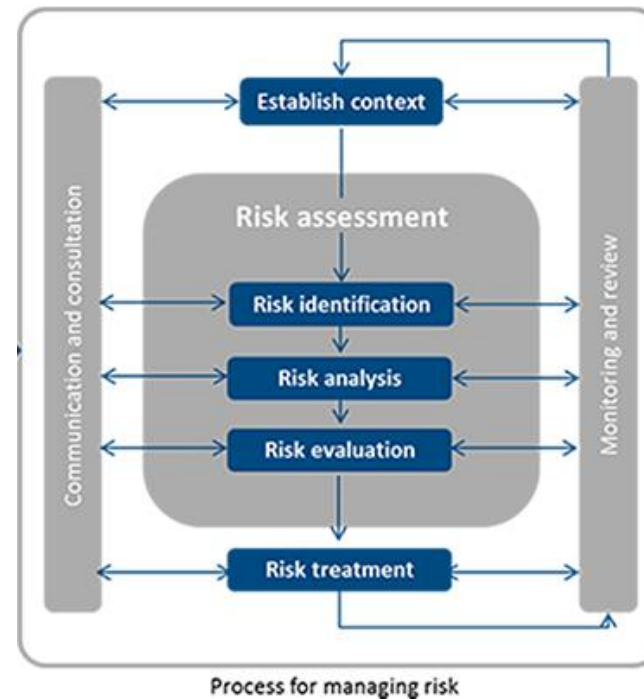 Establish context
Communication and consultation
Risk assessment
Risk identification
Risk analysis
Risk evaluation
Risk treatment
Monitoring and review
Process for managing risk